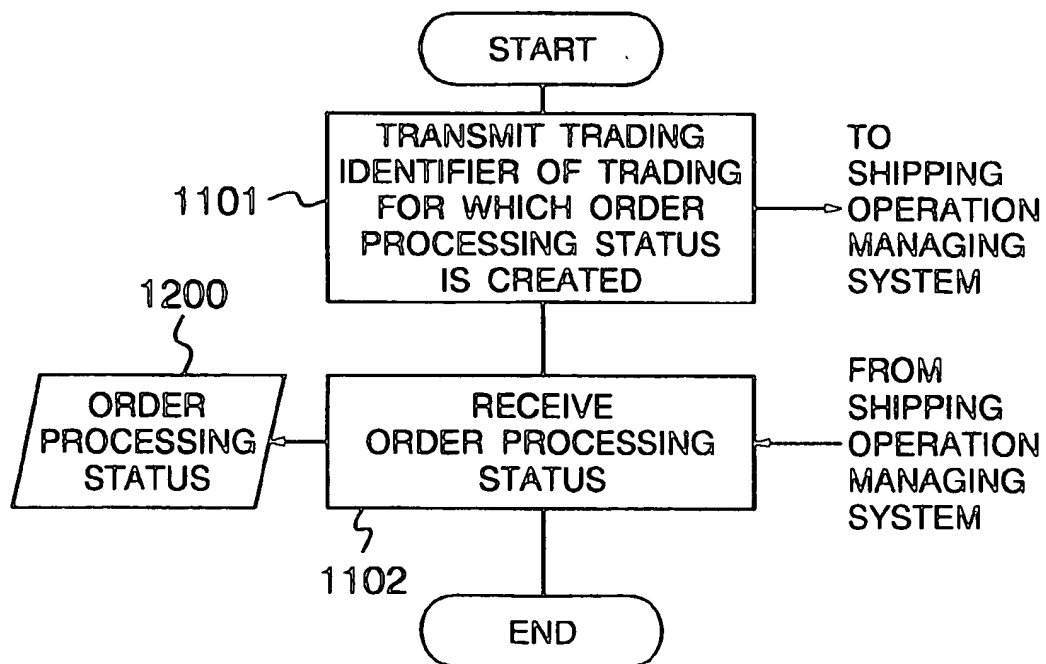 START
TRANSMIT TRADING
IDENTIFIER OF TRADING
FOR WHICH ORDER
PROCESSING STATUS
IS CREATED
1101
TO
SHIPPING
OPERATION
MANAGING
SYSTEM
1200
ORDER
PROCESSING
STATUS
RECEIVE
ORDER PROCESSING
STATUS
1102
FROM
SHIPPING
OPERATION
MANAGING
SYSTEM
END